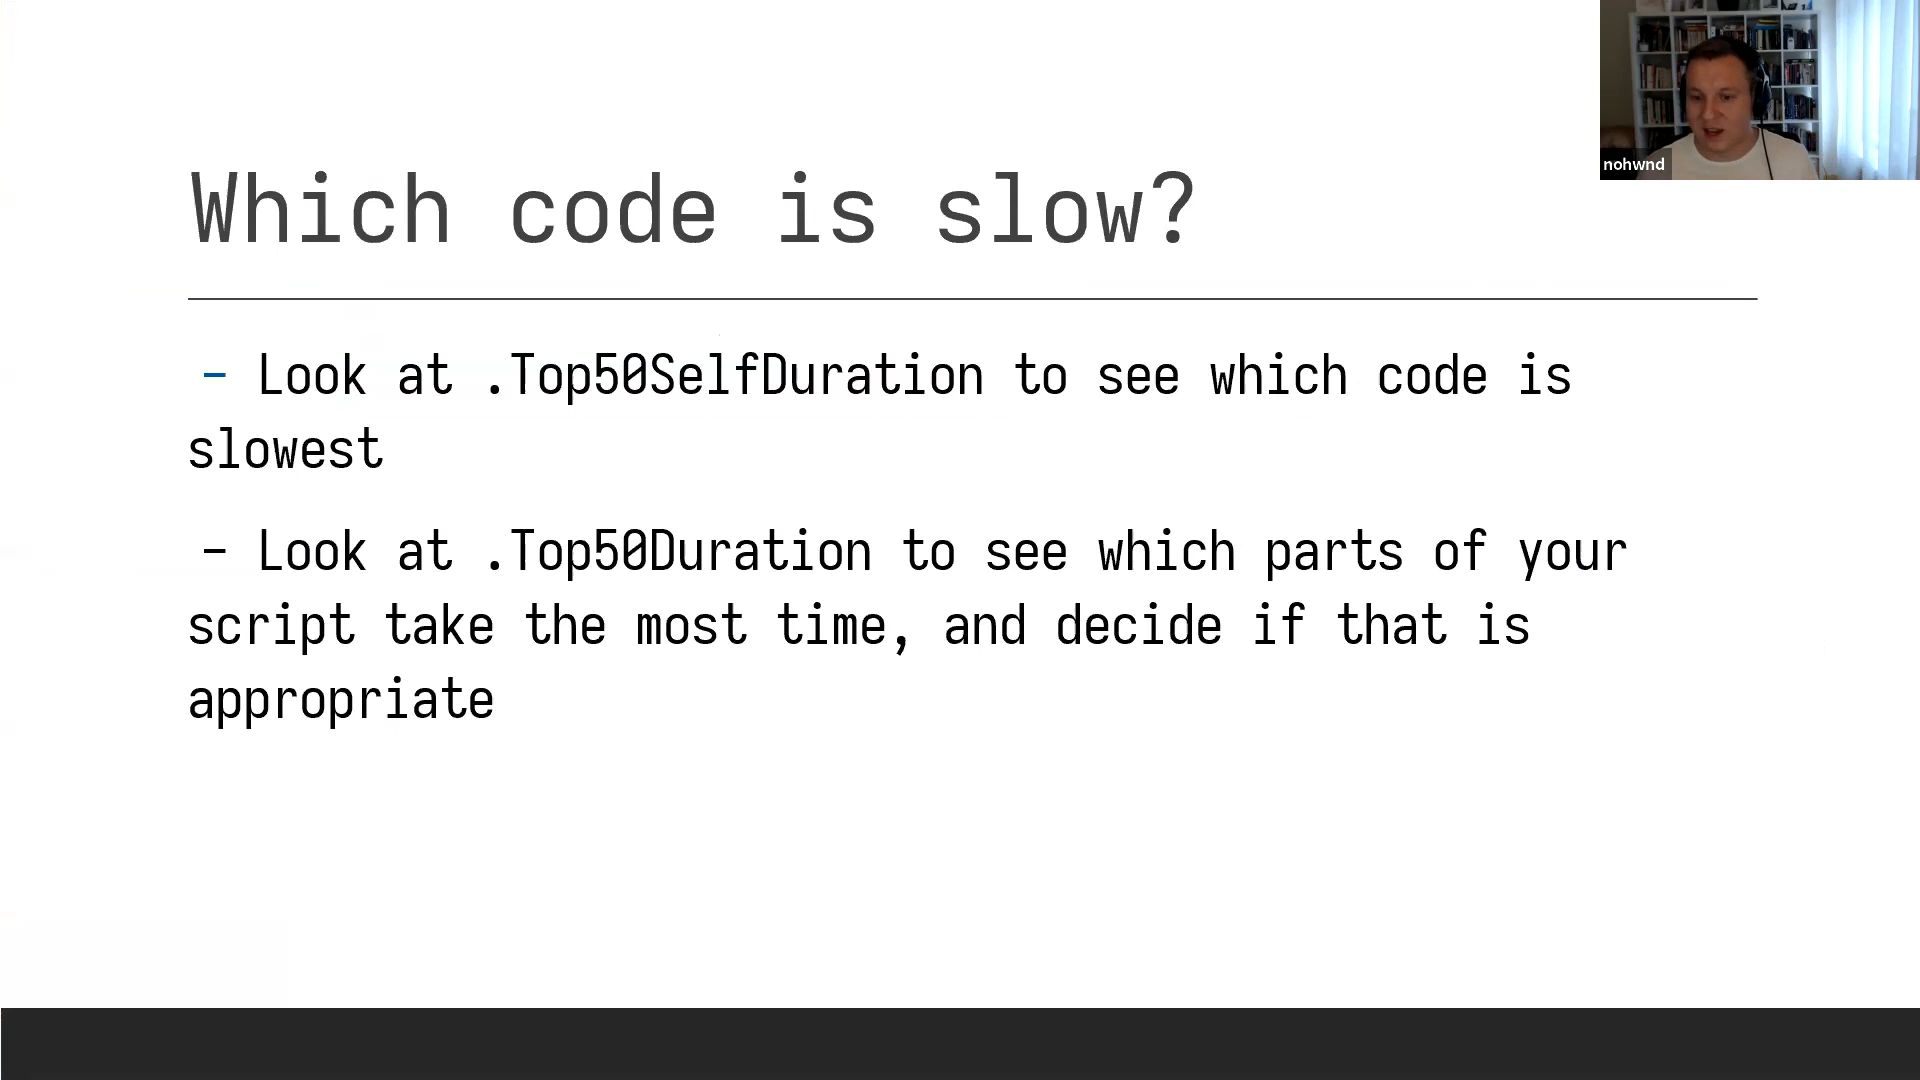 nohwnd
Which code is slow?
- Look at .Top50SelfDuration to see which code is
slowest
- Look at .Top50Duration to see which parts of your
script take the most time, and decide if that is
appropriate